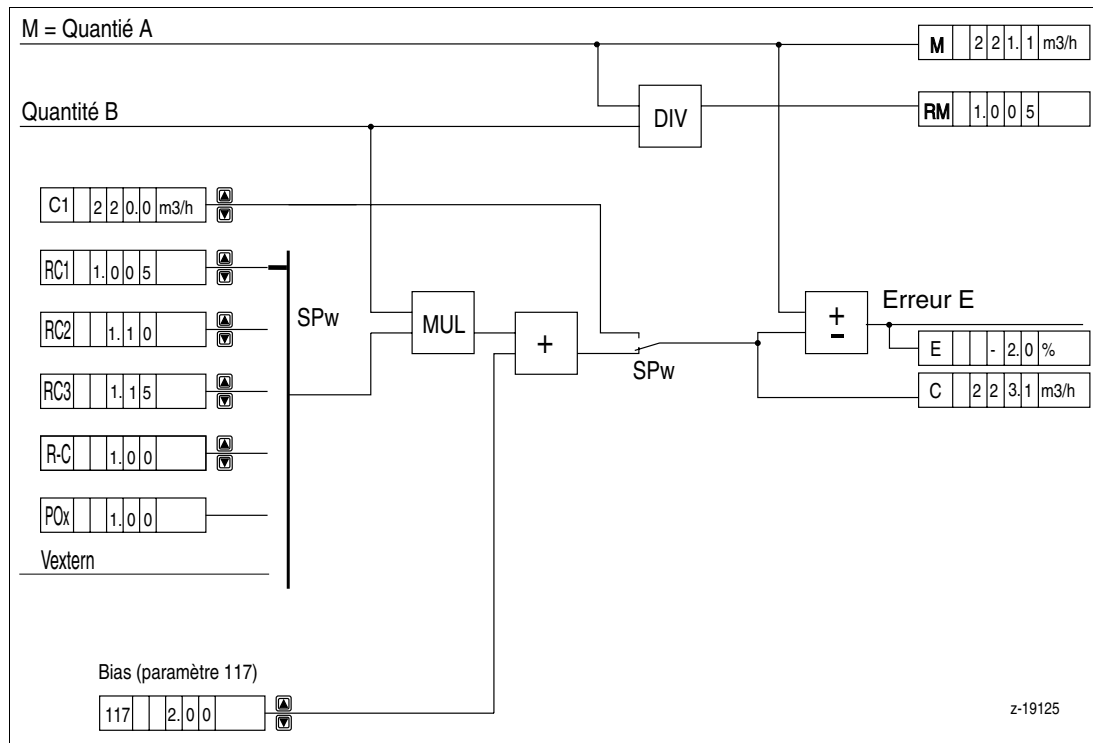 M = Quantié A
M 221.1 m3/h
Quantité B
DIV
RM 1.005
C1 220.0 m3/h
RC1 1.005
RC2 1.10
SPw
MUL
+
+
-
Erreur E
E - 2.0 %
SPw
C 223.1 m3/h
RC3 1.15
R-C 1.00
POx 1.00
Vextern
Bias (paramètre 117)
117 2.00
z-19125